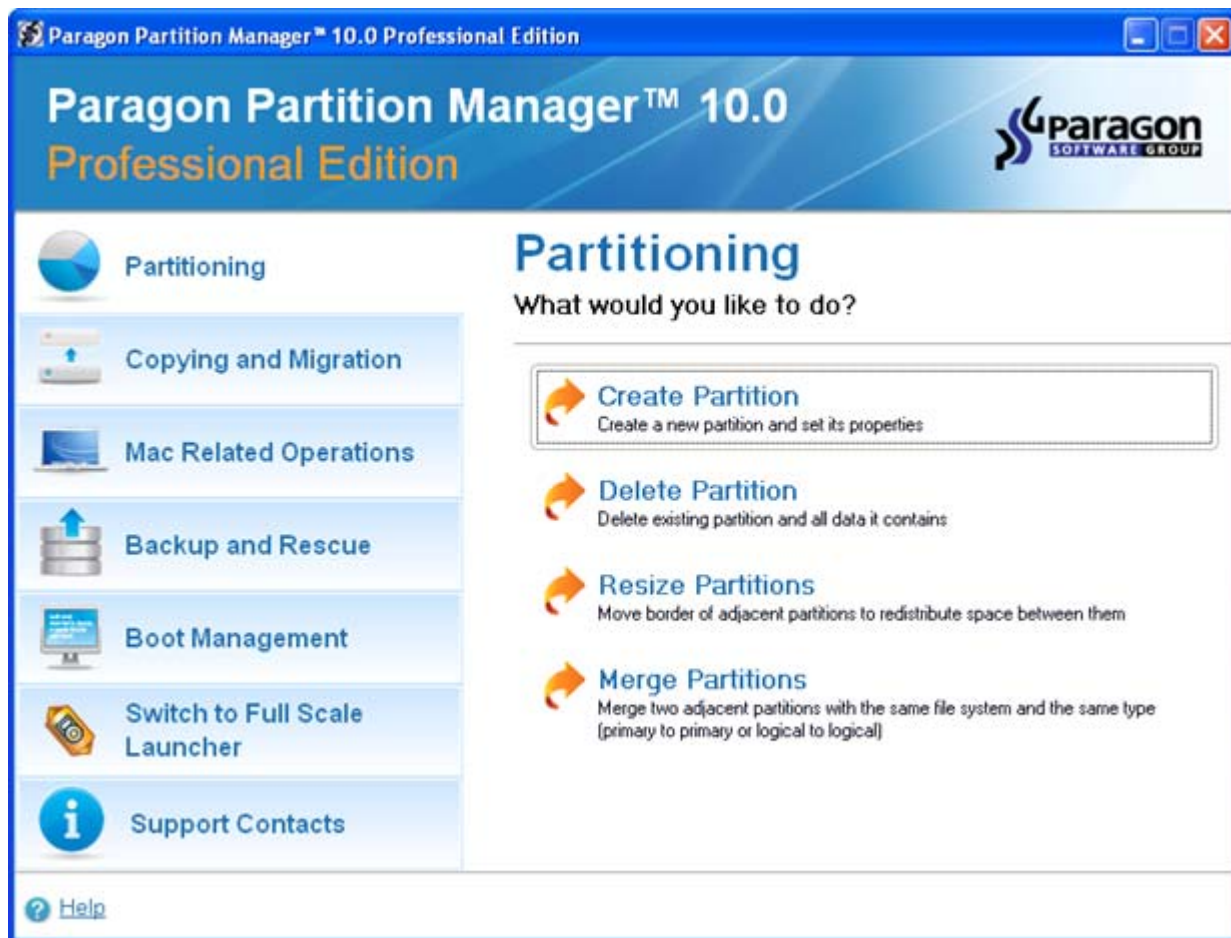 Paragon Partition Manager™ 10.0 Professional Edition
Paragon Partition Manager™ 10.0
Professional Edition
Paragon
SOFTWARE GROUP
Partitioning
Copying and Migration
Mac Related Operations
Backup and Rescue
Boot Management
Switch to Full Scale
Launcher
Support Contacts
Partitioning
What would you like to do?
Create Partition
Create a new partition and set its properties
Delete Partition
Delete existing partition and all data it contains
Resize Partitions
Move border of adjacent partitions to redistribute space between them
Merge Partitions
Merge two adjacent partitions with the same file system and the same type
(primary to primary or logical to logical)
Help